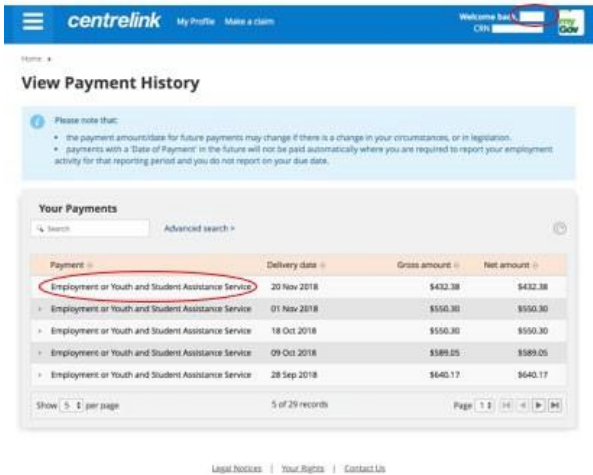 centrelink My Profile Make a claim Welcome back,
CRN
my
Gov
Home
View Payment History
Please note that:
• the payment amount/date for future payments may change if there is a change in your circumstances, or in legislation.
• payments with a 'Date of Payment' in the future will not be paid automatically where you are required to report your employment
activity for that reporting period and you do not report on your due date.
Your Payments
Search Advanced search >
Payment Delivery date Gross amount Net amount
Employment or Youth and Student Assistance Service 20 Nov 2018 $432.38 $432.38
Employment or Youth and Student Assistance Service 01 Nov 2018 $550.30 $550.30
Employment or Youth and Student Assistance Service 18 Oct 2018 $550.30 $550.30
Employment or Youth and Student Assistance Service 09 Oct 2018 $589.05 $589.05
Employment or Youth and Student Assistance Service 28 Sep 2018 $640.17 $640.17
Show 5 per page 5 of 29 records Page 1
Legal Notices | Your Rights | Contact Us